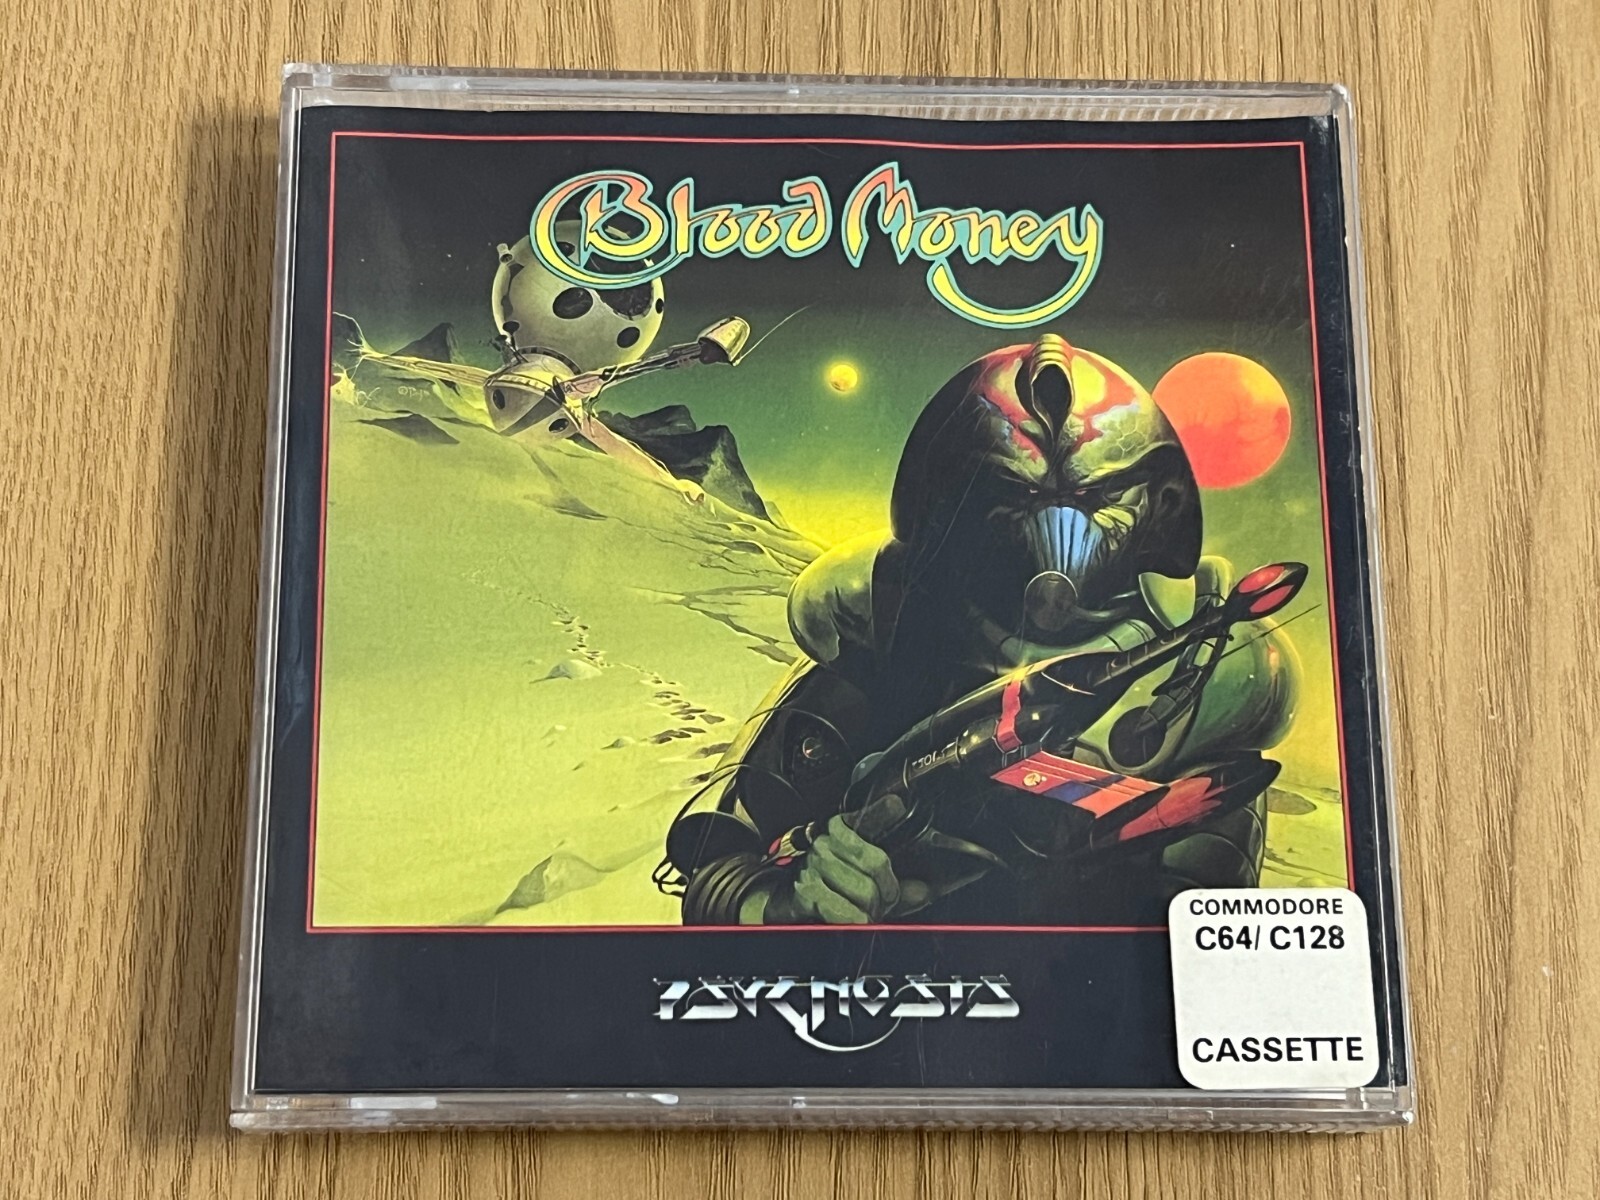 Blood Money
PSYGNOSIS
COMMODORE
C64/ C128
CASSETTE